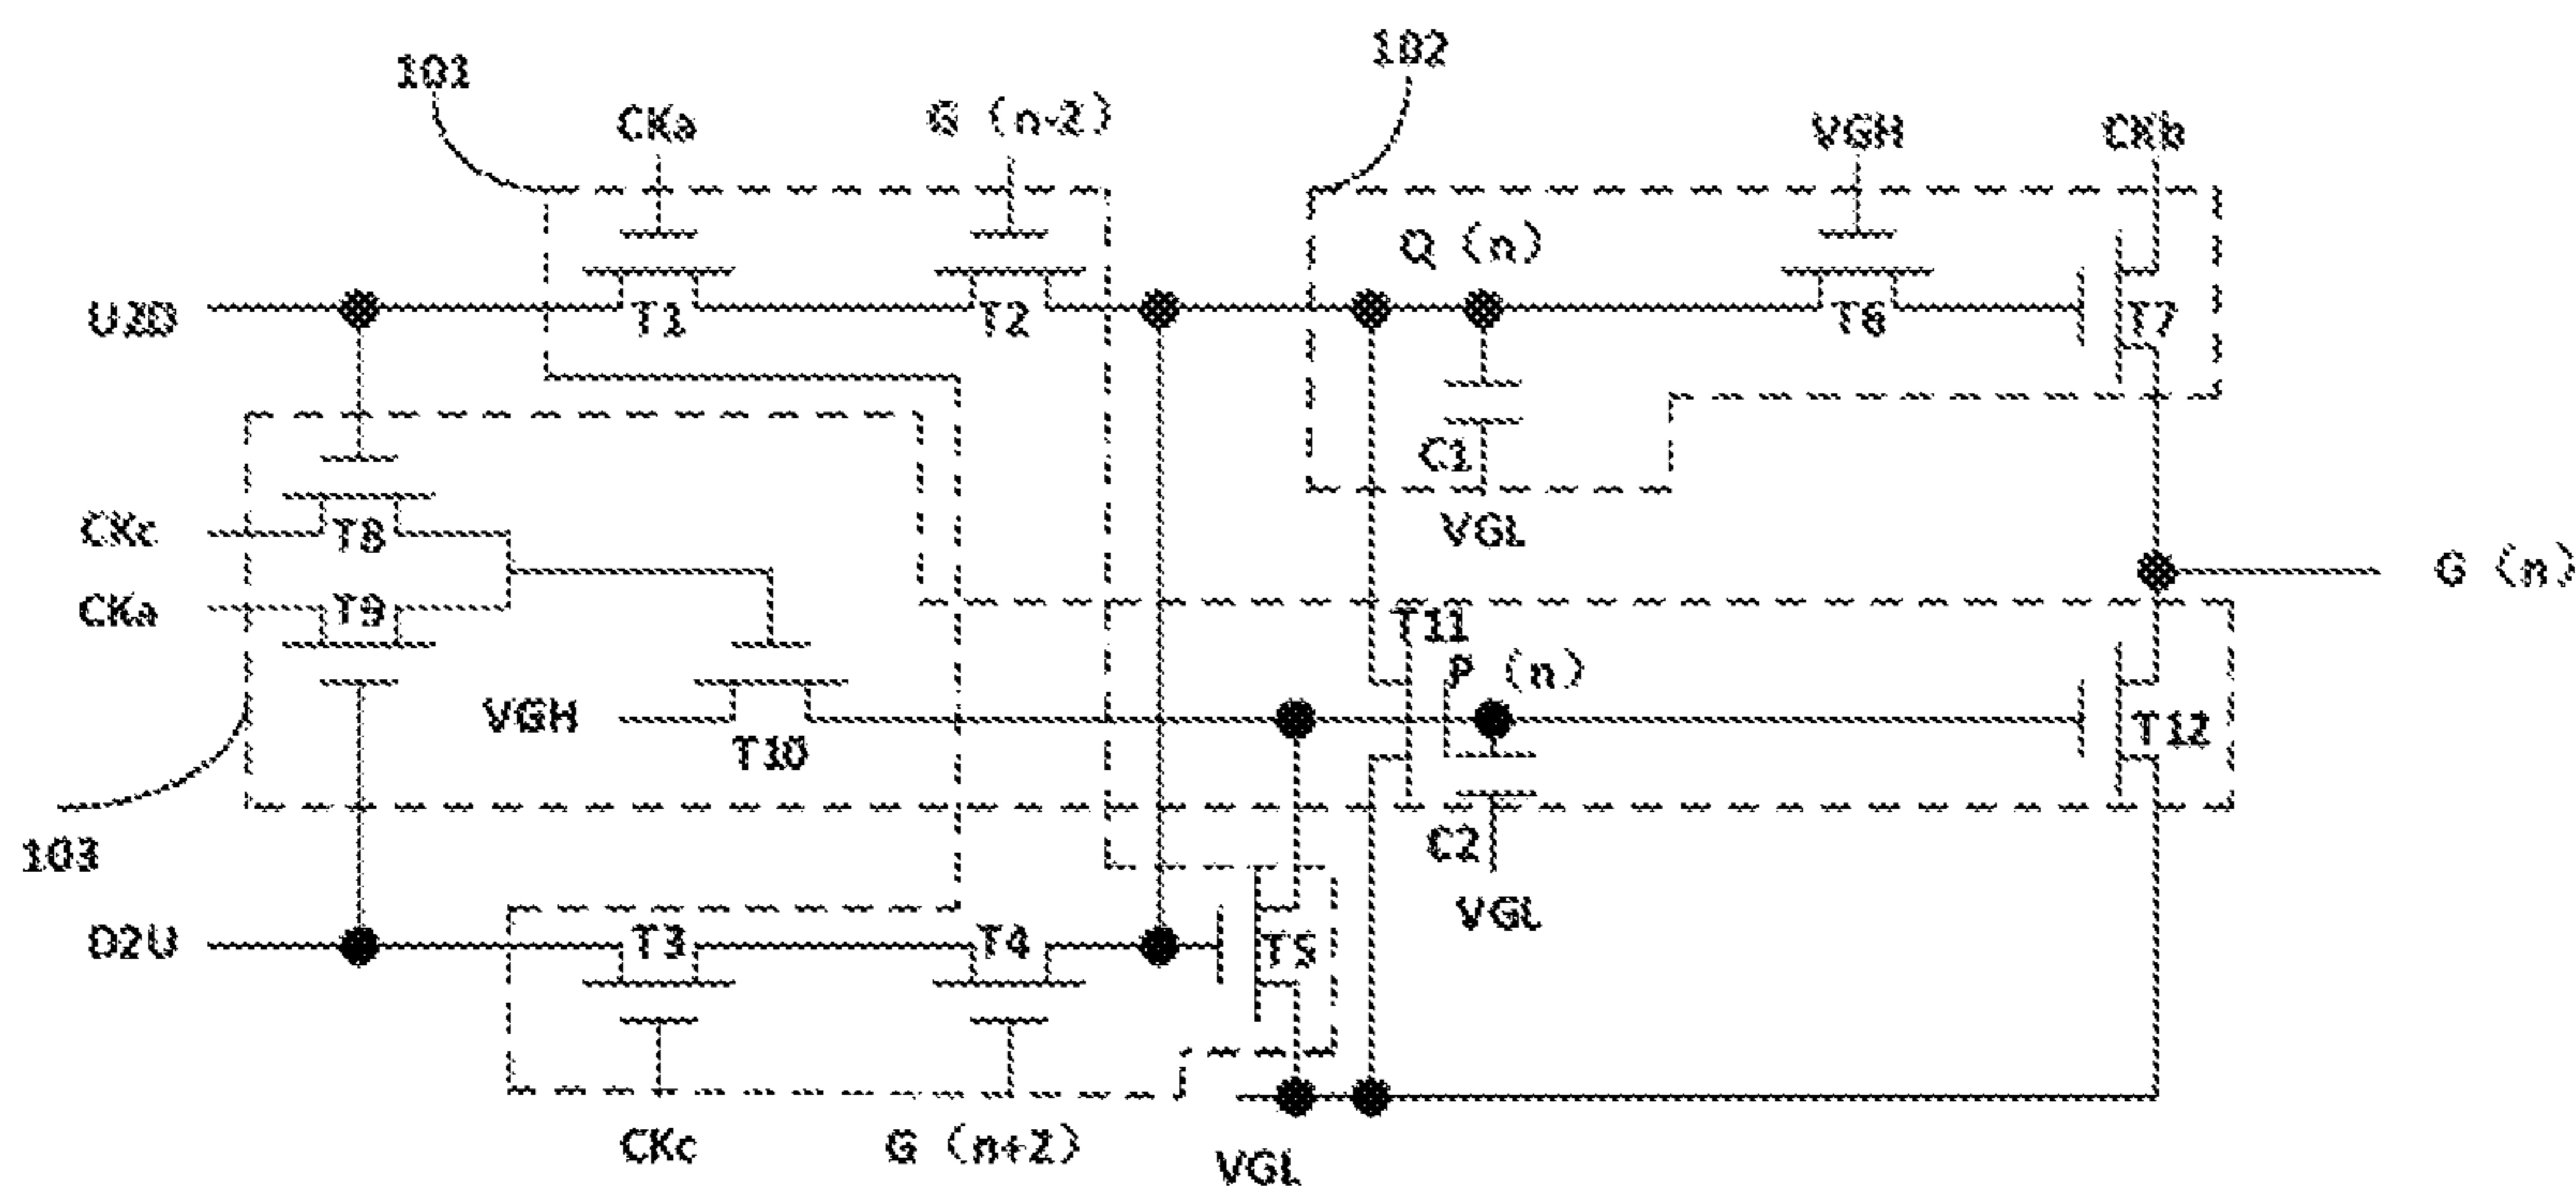 101
102
CKa
G (n-2)
VGH
CKb
Q (n)
U2D
T1
T2
T6
T7
C1
VGL
CKc
T8
G (n)
CKa
T9
T11
P (n)
VGH
T10
T12
103
C2
VGL
D2U
T3
T4
T5
CKc
G (n+2)
VGL